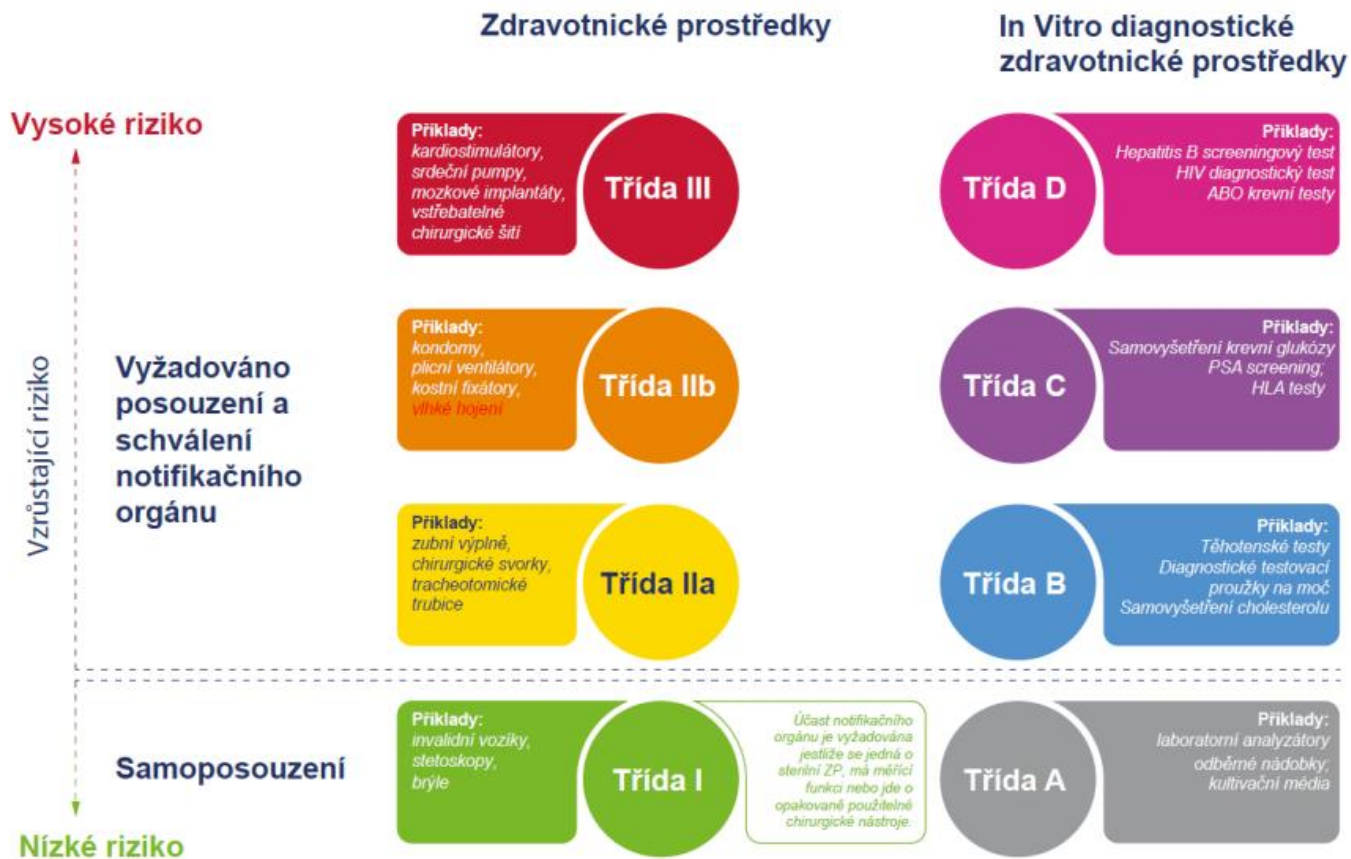 Zdravotnické prostředky
In Vitro diagnostické
zdravotnické prostředky
Vysoké riziko
Vzrůstající riziko
Vyžadováno
posouzení a
schválení
notifikačního
orgánu
Příklady:
kardiostimulátory,
srdeční pumpy,
mozkové implantáty,
vstřebatelné
chirurgické šití
Třída III
Třída D
Příklady:
Hepatitis B screeningový test
HIV diagnostický test
ABO krevní testy
Příklady:
kondomy,
plicní ventilátory,
kostní fixátory,
vlhké hojení
Třída IIb
Třída C
Příklady:
Samovyšetření krevní glukózy
PSA screening;
HLA testy
Příklady:
zubní výplně,
chirurgické svorky,
tracheotomické
trubice
Třída IIa
Třída B
Příklady:
Těhotenské testy
Diagnostické testovací
proužky na moč
Samovyšetření cholesterolu
Samoposouzení
Příklady:
invalidní vozíky,
stetoskopy,
brýle
Třída I
Účast notifikačního
orgánu je vyžadována
jestliže se jedná o
sterilní ZP, má měřící
funkci nebo jde o
opakovaně použitelné
chirurgické nástroje.
Třída A
Příklady:
laboratorní analyzátory
odběrné nádobky;
kultivační média
Nízké riziko